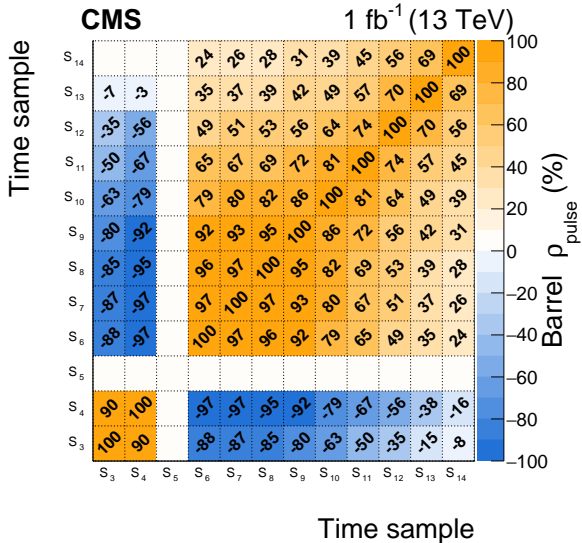 CMS 1 fb⁻¹ (13 TeV)
Time sample
S₁₄ 24 26 28 31 39 45 56 69 100
S₁₃ -7 -3 35 37 39 42 49 57 70 100 69
S₁₂ -35 -56 49 51 53 56 64 74 100 70 56
S₁₁ -50 -67 65 67 69 72 81 100 74 57 45
S₁₀ -63 -79 79 80 82 86 100 81 64 49 39
S₉ -80 -92 92 93 95 100 86 72 56 42 31
S₈ -85 -95 96 97 100 95 82 69 53 39 28
S₇ -87 -97 97 100 97 93 80 67 51 37 26
S₆ -88 -97 100 97 96 92 79 65 49 35 24
S₅
S₄ 90 100 -97 -97 -95 -92 -79 -67 -56 -38 -16
S₃ 100 90 -88 -87 -85 -80 -63 -50 -35 -15 -8
S₃ S₄ S₅ S₆ S₇ S₈ S₉ S₁₀ S₁₁ S₁₂ S₁₃ S₁₄
Time sample
100
80
60
40
20
0
−20
−40
−60
−80
−100
Barrel ρpulse (%)